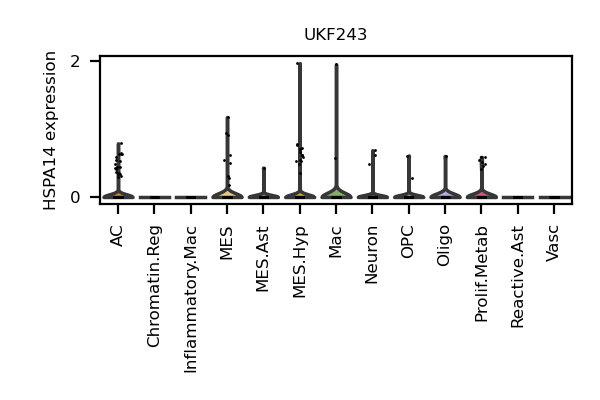 UKF243
HSPA14 expression
2
0
AC
Chromatin.Reg
Inflammatory.Mac
MES
MES.Ast
MES.Hyp
Mac
Neuron
OPC
Oligo
Prolif.Metab
Reactive.Ast
Vasc